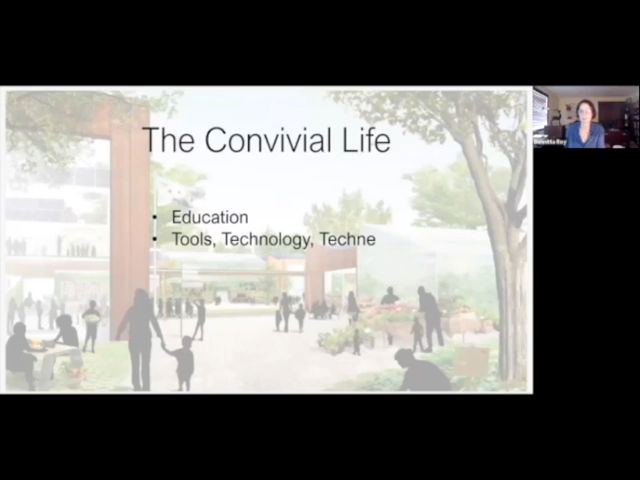 The Convivial Life
• Education
• Tools, Technology, Techne